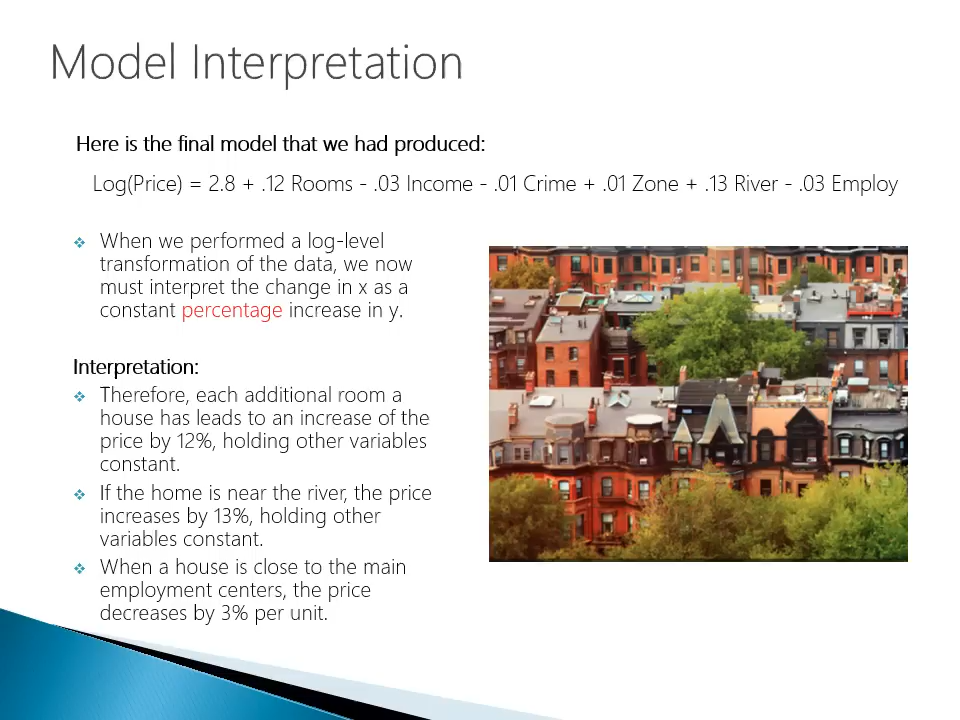 Model Interpretation
Here is the final model that we had produced:
Log(Price) = 2.8 + .12 Rooms - .03 Income - .01 Crime + .01 Zone + .13 River - .03 Employ
When we performed a log-level
transformation of the data, we now
must interpret the change in x as a
constant percentage increase in y.
Interpretation:
Therefore, each additional room a
house has leads to an increase of the
price by 12%, holding other variables
constant.
If the home is near the river, the price
increases by 13%, holding other
variables constant.
When a house is close to the main
employment centers, the price
decreases by 3% per unit.